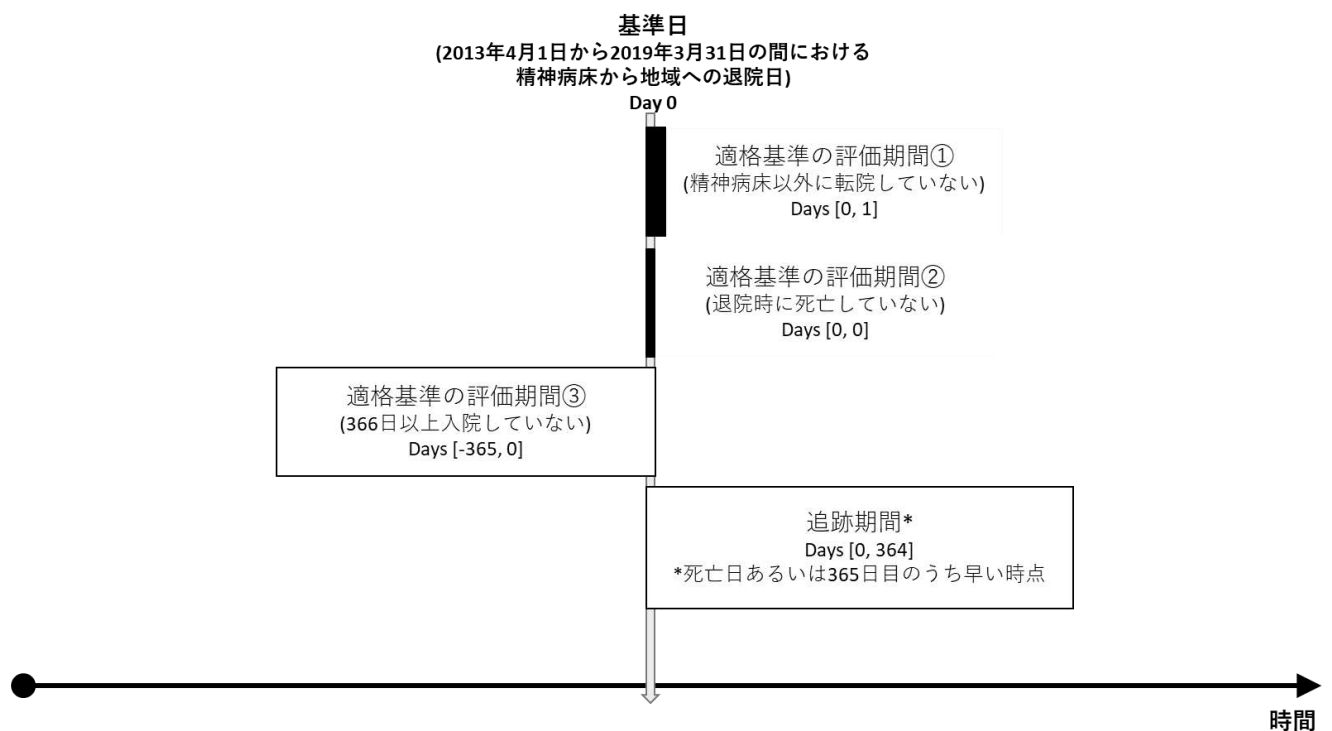 基準日
(2013年4月1日から2019年3月31日の間における
精神病床から地域への退院日)
Day 0
適格基準の評価期間①
(精神病床以外に転院していない)
Days [0, 1]
適格基準の評価期間②
(退院時に死亡していない)
Days [0, 0]
適格基準の評価期間③
(366日以上入院していない)
Days [-365, 0]
追跡期間*
Days [0, 364]
*死亡日あるいは365日目のうち早い時点
時間